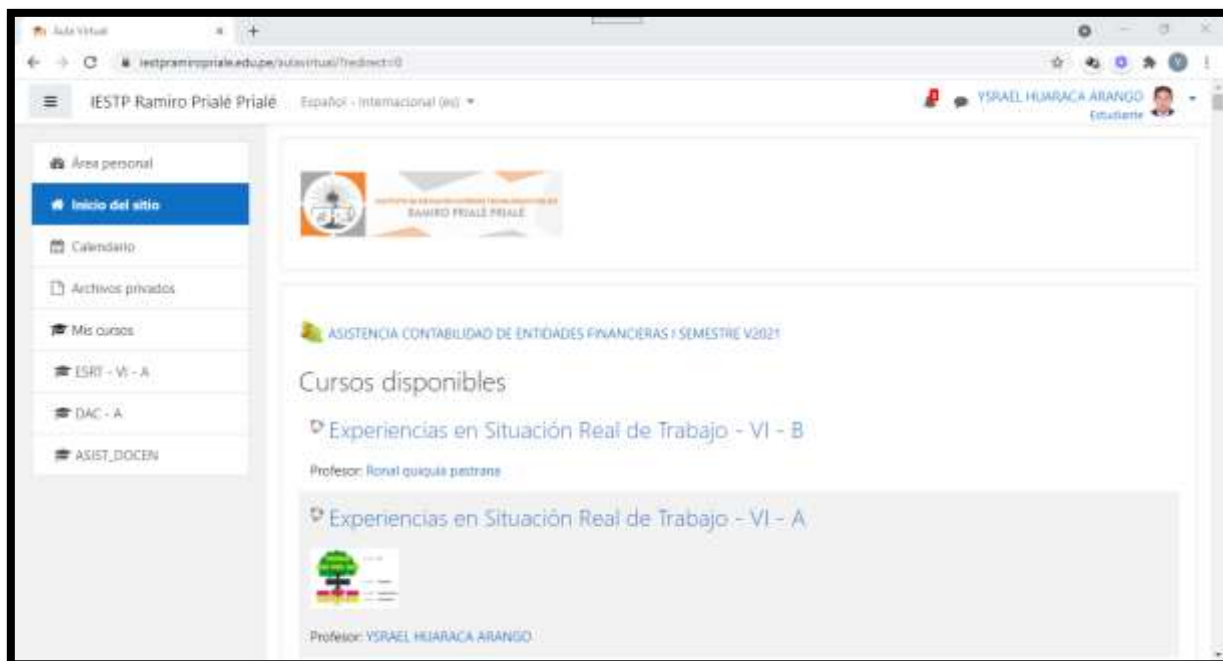 Aula Virtual
iestpramiropriale.edu.pe/aulavirtual/?redirect=0
IESTP Ramiro Prialé Prialé
Español - Internacional (es)
YSRAEL HUARACA ARANGO
Estudiante
Área personal
Inicio del sitio
Calendario
Archivos privados
Mis cursos
ESRT - VI - A
DAC - A
ASIST_DOCEN
RAMIRO PRIALÉ PRIALÉ
ASISTENCIA CONTABILIDAD DE ENTIDADES FINANCIERAS I SEMESTRE V2021
Cursos disponibles
Experiencias en Situación Real de Trabajo - VI - B
Profesor: Ronal quiquia pastrana
Experiencias en Situación Real de Trabajo - VI - A
Profesor: YSRAEL HUARACA ARANGO